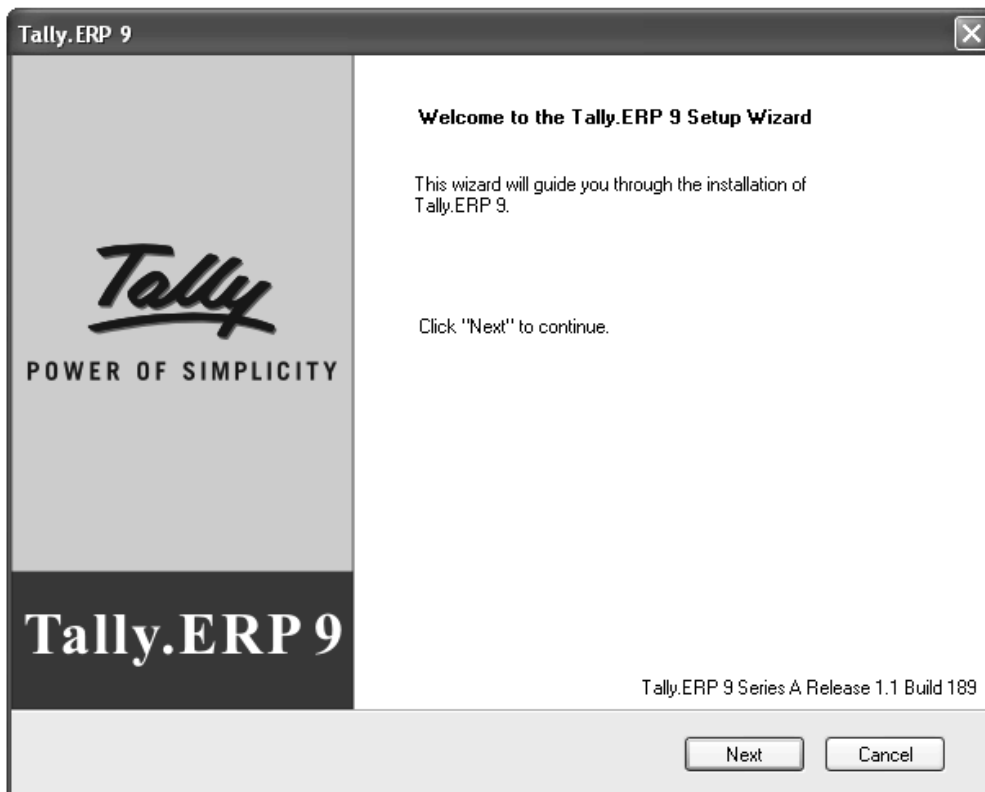 Tally.ERP 9
Welcome to the Tally.ERP 9 Setup Wizard
This wizard will guide you through the installation of
Tally.ERP 9.
Click "Next" to continue.
Tally
POWER OF SIMPLICITY
Tally.ERP 9
Tally.ERP 9 Series A Release 1.1 Build 189
Next
Cancel